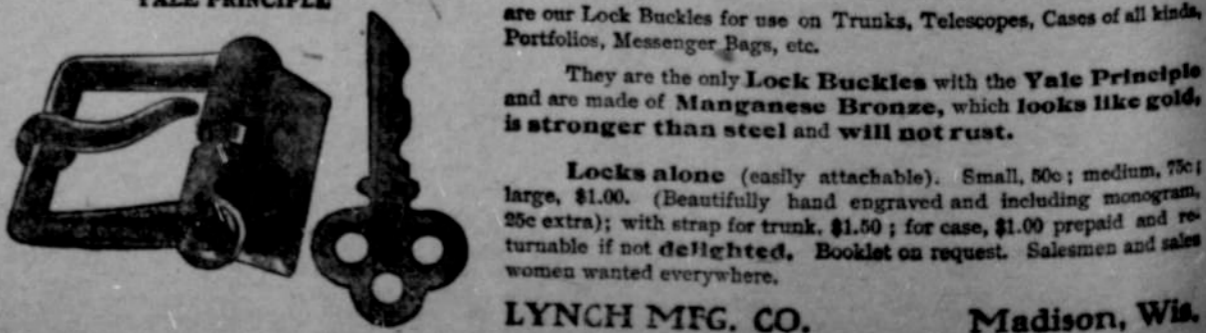 YALE PRINCIPLE
are our Lock Buckles for use on Trunks, Telescopes, Cases of all kinds,
Portfolios, Messenger Bags, etc.
They are the only Lock Buckles with the Yale Principle
and are made of Manganese Bronze, which looks like gold,
is stronger than steel and will not rust.
Locks alone (easily attachable). Small, 50c; medium, 75c;
large, $1.00. (Beautifully hand engraved and including monogram,
25c extra); with strap for trunk, $1.50; for case, $1.00 prepaid and re-
turnable if not delighted. Booklet on request. Salesmen and sales
women wanted everywhere.
LYNCH MFG. CO. Madison, Wis.